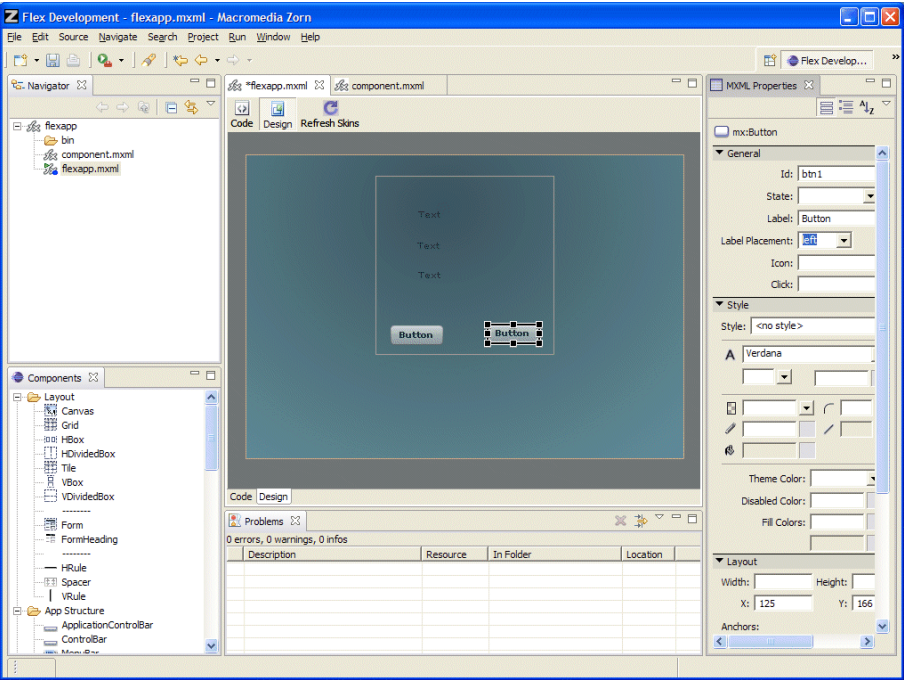 Flex Development - flexapp.mxml - Macromedia Zorn
File Edit Source Navigate Search Project Run Window Help
Flex Develop...
Navigator
flexapp
bin
component.mxml
flexapp.mxml
Components
Layout
Canvas
Grid
HBox
HDividedBox
Tile
VBox
VDividedBox
--------
Form
FormHeading
--------
HRule
Spacer
VRule
App Structure
ApplicationControlBar
ControlBar
MenuBar
*flexapp.mxml component.mxml
Code Design Refresh Skins
Text
Text
Text
Button Button
Code Design
Problems
0 errors, 0 warnings, 0 infos
Description Resource In Folder Location
MXML Properties
mx:Button
General
Id: btn1
State:
Label: Button
Label Placement: left
Icon:
Click:
Style
Style: <no style>
A Verdana
Theme Color:
Disabled Color:
Fill Colors:
Layout
Width: Height:
X: 125 Y: 166
Anchors: